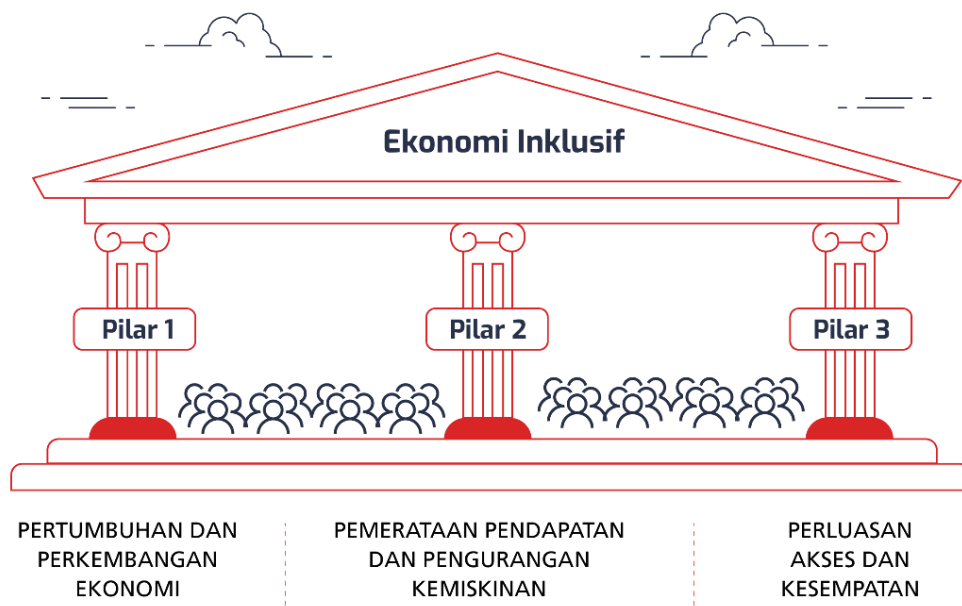 Ekonomi Inklusif
Pilar 1
Pilar 2
Pilar 3
PERTUMBUHAN DAN
PERKEMBANGAN
EKONOMI
PEMERATAAN PENDAPATAN
DAN PENGURANGAN
KEMISKINAN
PERLUASAN
AKSES DAN
KESEMPATAN